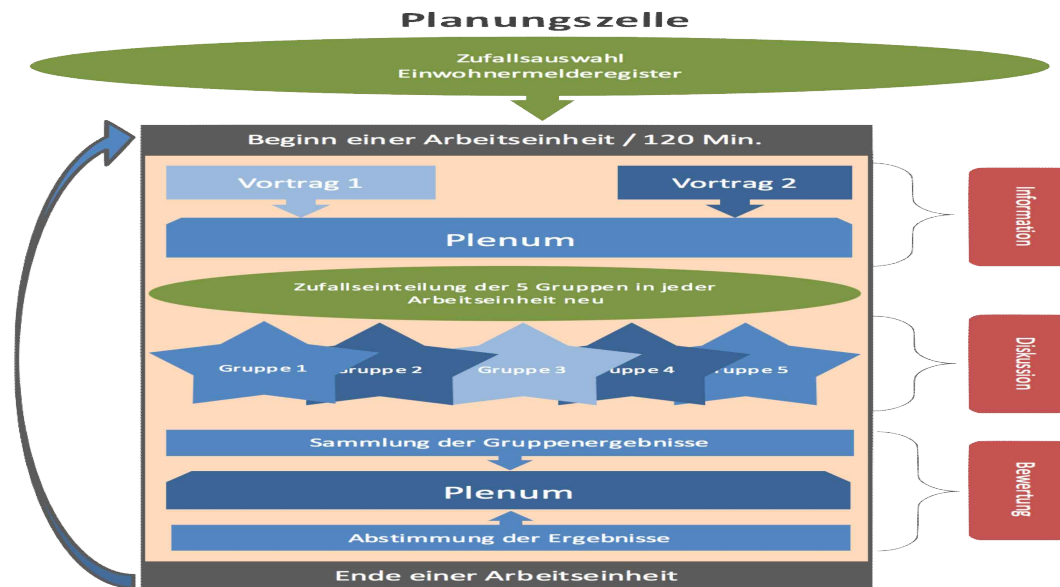 Planungszelle
Zufallsauswahl
Einwohnermelderegister
Beginn einer Arbeitseinheit / 120 Min.
Vortrag 1
Vortrag 2
Plenum
Information
Zufallseinteilung der 5 Gruppen in jeder
Arbeitseinheit neu
Gruppe 1
Gruppe 2
Gruppe 3
ruppe 4
ruppe 5
Diskussion
Sammlung der Gruppenergebnisse
Plenum
Abstimmung der Ergebnisse
Bewertung
Ende einer Arbeitseinheit